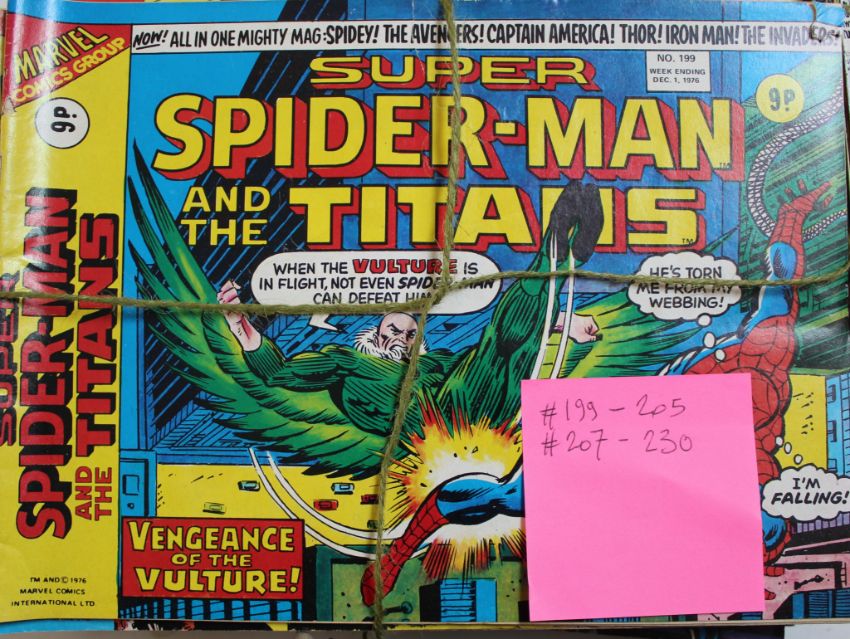 MARVEL
COMICS GROUP
NOW! ALL IN ONE MIGHTY MAG: SPIDEY! THE AVENGERS! CAPTAIN AMERICA! THOR! IRON MAN! THE INVADERS!
9P
NO. 199
WEEK ENDING
DEC. 1, 1976
9P
SUPER
SPIDER-MAN
AND THE
TITANS
TM
TM
WHEN THE VULTURE IS
IN FLIGHT, NOT EVEN SPIDER-MAN
CAN DEFEAT HIM!
HE'S TORN
ME FROM MY
WEBBING!
#199-205
#207-230
I'M
FALLING!
VENGEANCE
OF THE
VULTURE!
SUPER
SPIDER-MAN
AND THE
TITANS
TM AND © 1976
MARVEL COMICS
INTERNATIONAL LTD